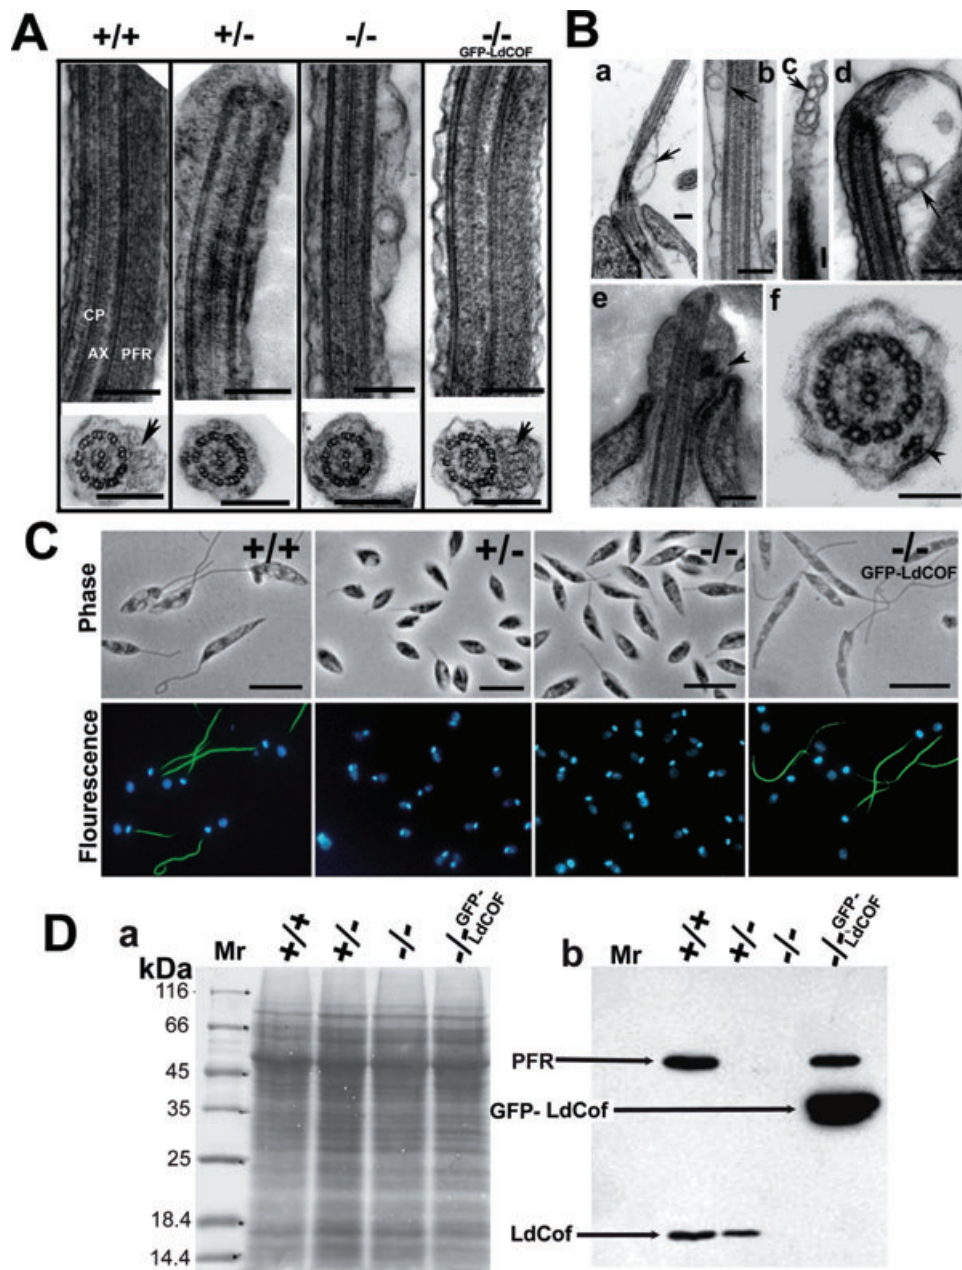 A
+/+ +/- -/- -/-
GFP-LdCOF
CP
AX PFR
B
a b c d
e f
C
Phase
+/+ +/- -/- -/-
GFP-LdCOF
Flourescence
D
a
Mr +/+ +/- -/- -/-GFP-LdCOF
kDa
116
66
45
35
25
18.4
14.4
b
Mr +/+ +/- -/- -/-GFP-LdCOF
PFR
GFP- LdCof
LdCof